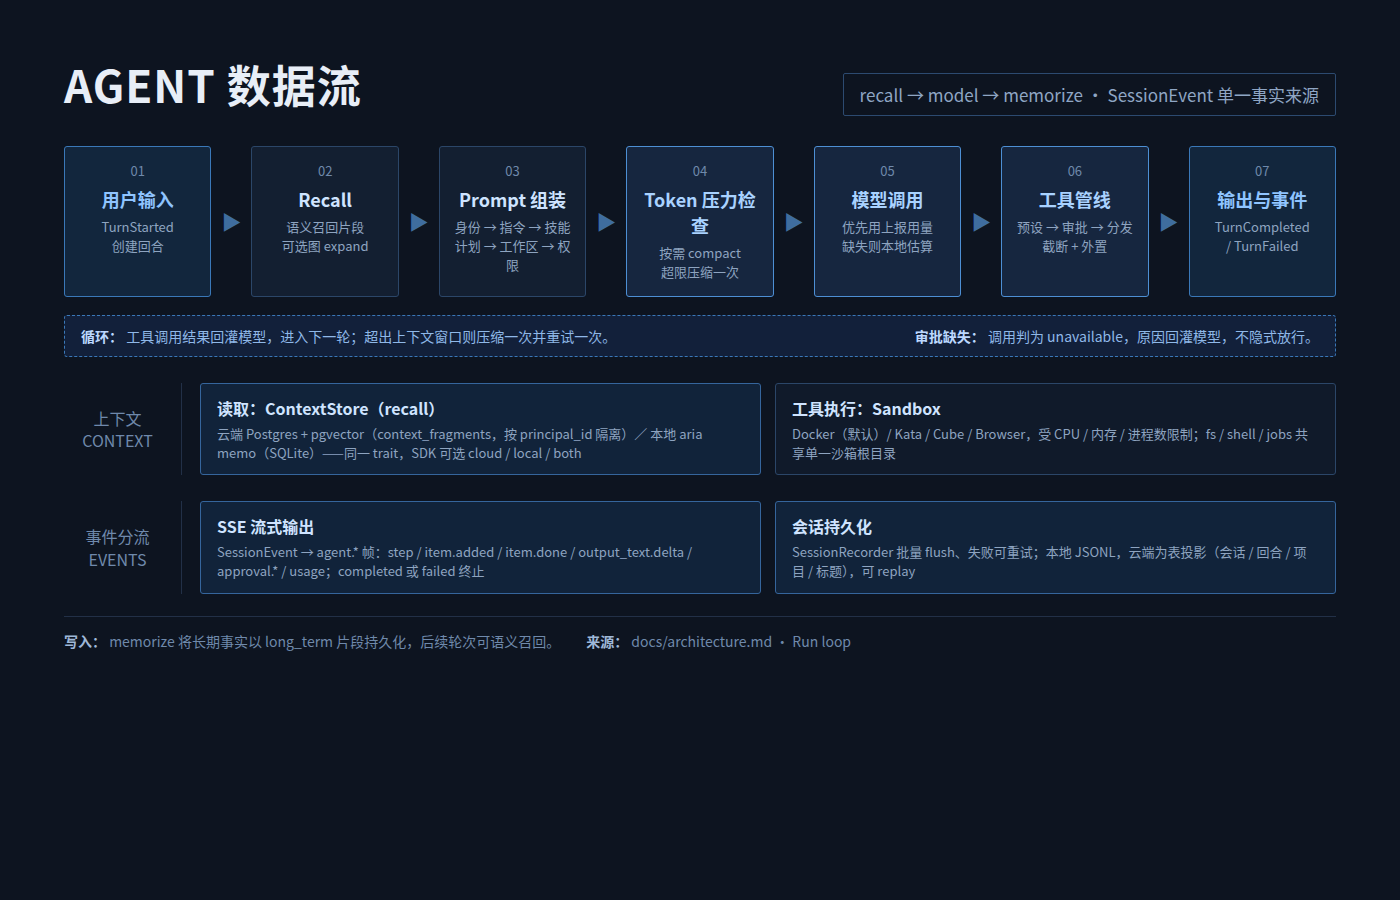 AGENT 数据流
recall → model → memorize · SessionEvent 单一事实来源
01
用户输入
TurnStarted
创建回合
02
Recall
语义召回片段
可选图 expand
03
Prompt 组装
身份 → 指令 → 技能
计划 → 工作区 → 权
限
04
Token 压力检
查
按需 compact
超限压缩一次
05
模型调用
优先用上报用量
缺失则本地估算
06
工具管线
预设 → 审批 → 分发
截断 + 外置
07
输出与事件
TurnCompleted
/ TurnFailed
循环： 工具调用结果回灌模型，进入下一轮；超出上下文窗口则压缩一次并重试一次。
审批缺失： 调用判为 unavailable，原因回灌模型，不隐式放行。
上下文
CONTEXT
读取：ContextStore（recall）
云端 Postgres + pgvector（context_fragments，按 principal_id 隔离）／ 本地 aria
memo（SQLite）——同一 trait，SDK 可选 cloud / local / both
工具执行：Sandbox
Docker（默认）/ Kata / Cube / Browser，受 CPU / 内存 / 进程数限制；fs / shell / jobs 共
享单一沙箱根目录
事件分流
EVENTS
SSE 流式输出
SessionEvent → agent.* 帧：step / item.added / item.done / output_text.delta /
approval.* / usage；completed 或 failed 终止
会话持久化
SessionRecorder 批量 flush、失败可重试；本地 JSONL，云端为表投影（会话 / 回合 / 项
目 / 标题），可 replay
写入： memorize 将长期事实以 long_term 片段持久化，后续轮次可语义召回。
来源： docs/architecture.md · Run loop